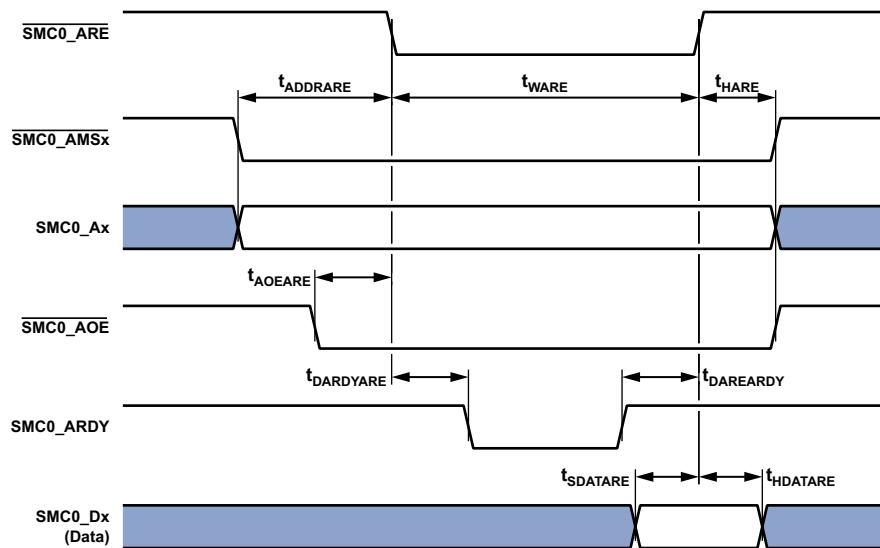 SMC0_ARE
tADDRARE
tWARE
tHARE
SMC0_AMSx
SMC0_Ax
tAOEARE
SMC0_AOE
tDARDYARE
tDAREARDY
SMC0_ARDY
tSDATARE
tHDATARE
SMC0_Dx
(Data)